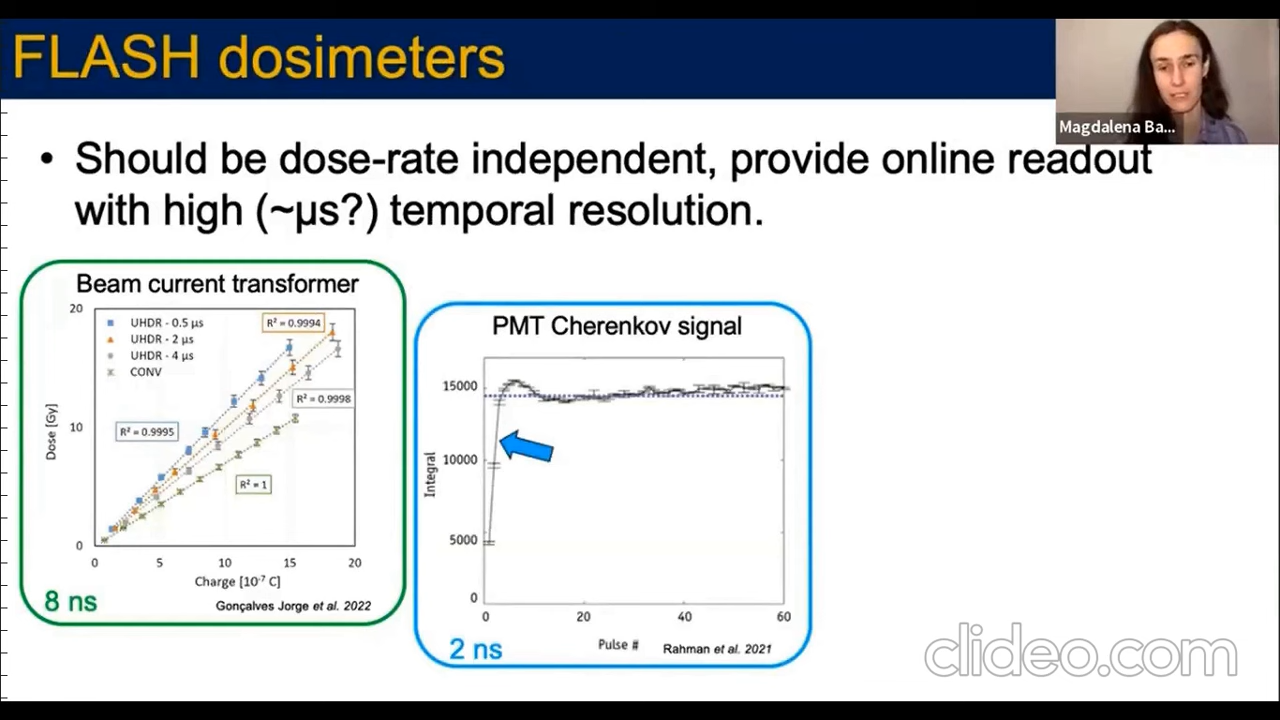 FLASH dosimeters
Magdalena Ba...
• Should be dose-rate independent, provide online readout
with high (~µs?) temporal resolution.
Beam current transformer
20
10
0
Dose [Gy]
UHDR - 0.5 µs
UHDR - 2 µs
UHDR - 4 µs
CONV
R² = 0.9994
R² = 0.9998
R² = 0.9995
R² = 1
0 5 10 15 20
Charge [10⁻⁷ C]
8 ns
Gonçalves Jorge et al. 2022
PMT Cherenkov signal
15000
10000
5000
0
Integral
0 20 40 60
Pulse #
2 ns
Rahman et al. 2021
clideo.com